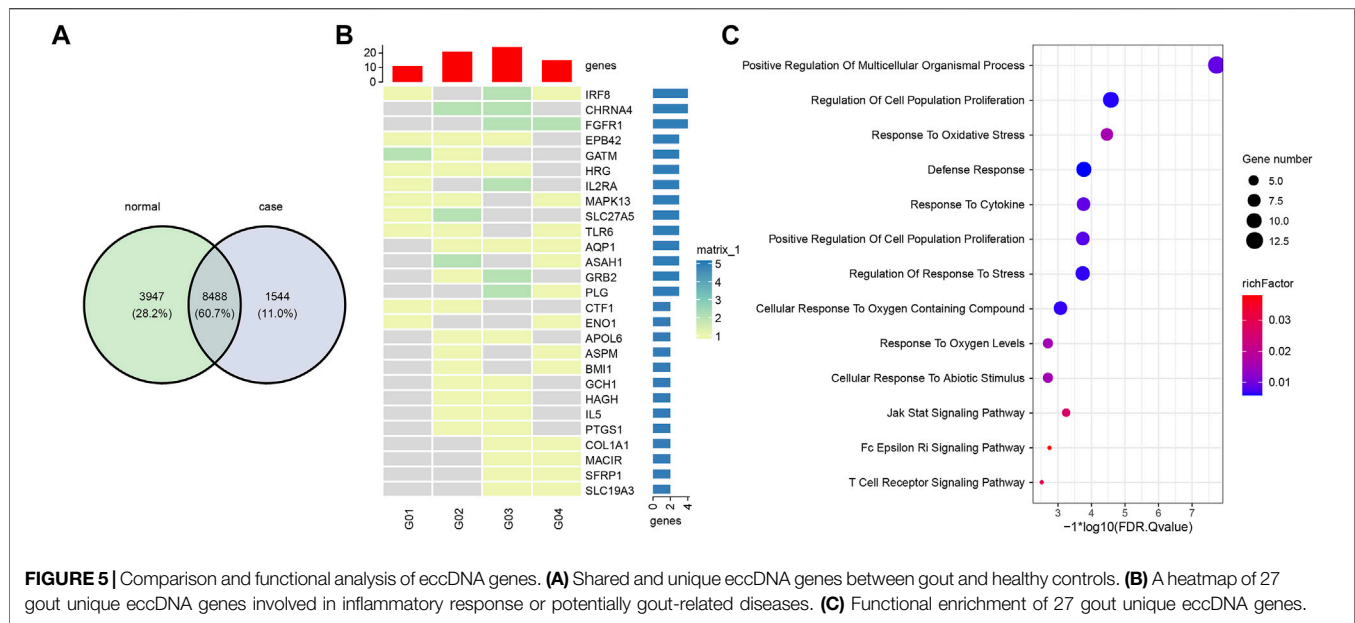 A
normal
case
3947
(28.2%)
8488
(60.7%)
1544
(11.0%)
B
20
10
0
genes
IRF8
CHRNA4
FGFR1
EPB42
GATM
HRG
IL2RA
MAPK13
SLC27A5
TLR6
AQP1
ASAH1
GRB2
PLG
CTF1
ENO1
APOL6
ASPM
BMI1
GCH1
HAGH
IL5
PTGS1
COL1A1
MACIR
SFRP1
SLC19A3
G01
G02
G03
G04
0
2
4
genes
matrix_1
5
4
3
2
1
C
Positive Regulation Of Multicellular Organismal Process
Regulation Of Cell Population Proliferation
Response To Oxidative Stress
Defense Response
Response To Cytokine
Positive Regulation Of Cell Population Proliferation
Regulation Of Response To Stress
Cellular Response To Oxygen Containing Compound
Response To Oxygen Levels
Cellular Response To Abiotic Stimulus
Jak Stat Signaling Pathway
Fc Epsilon Ri Signaling Pathway
T Cell Receptor Signaling Pathway
3 4 5 6 7
−1*log10(FDR.Qvalue)
Gene number
5.0
7.5
10.0
12.5
richFactor
0.03
0.02
0.01
FIGURE 5 | Comparison and functional analysis of eccDNA genes. (A) Shared and unique eccDNA genes between gout and healthy controls. (B) A heatmap of 27
gout unique eccDNA genes involved in inflammatory response or potentially gout-related diseases. (C) Functional enrichment of 27 gout unique eccDNA genes.